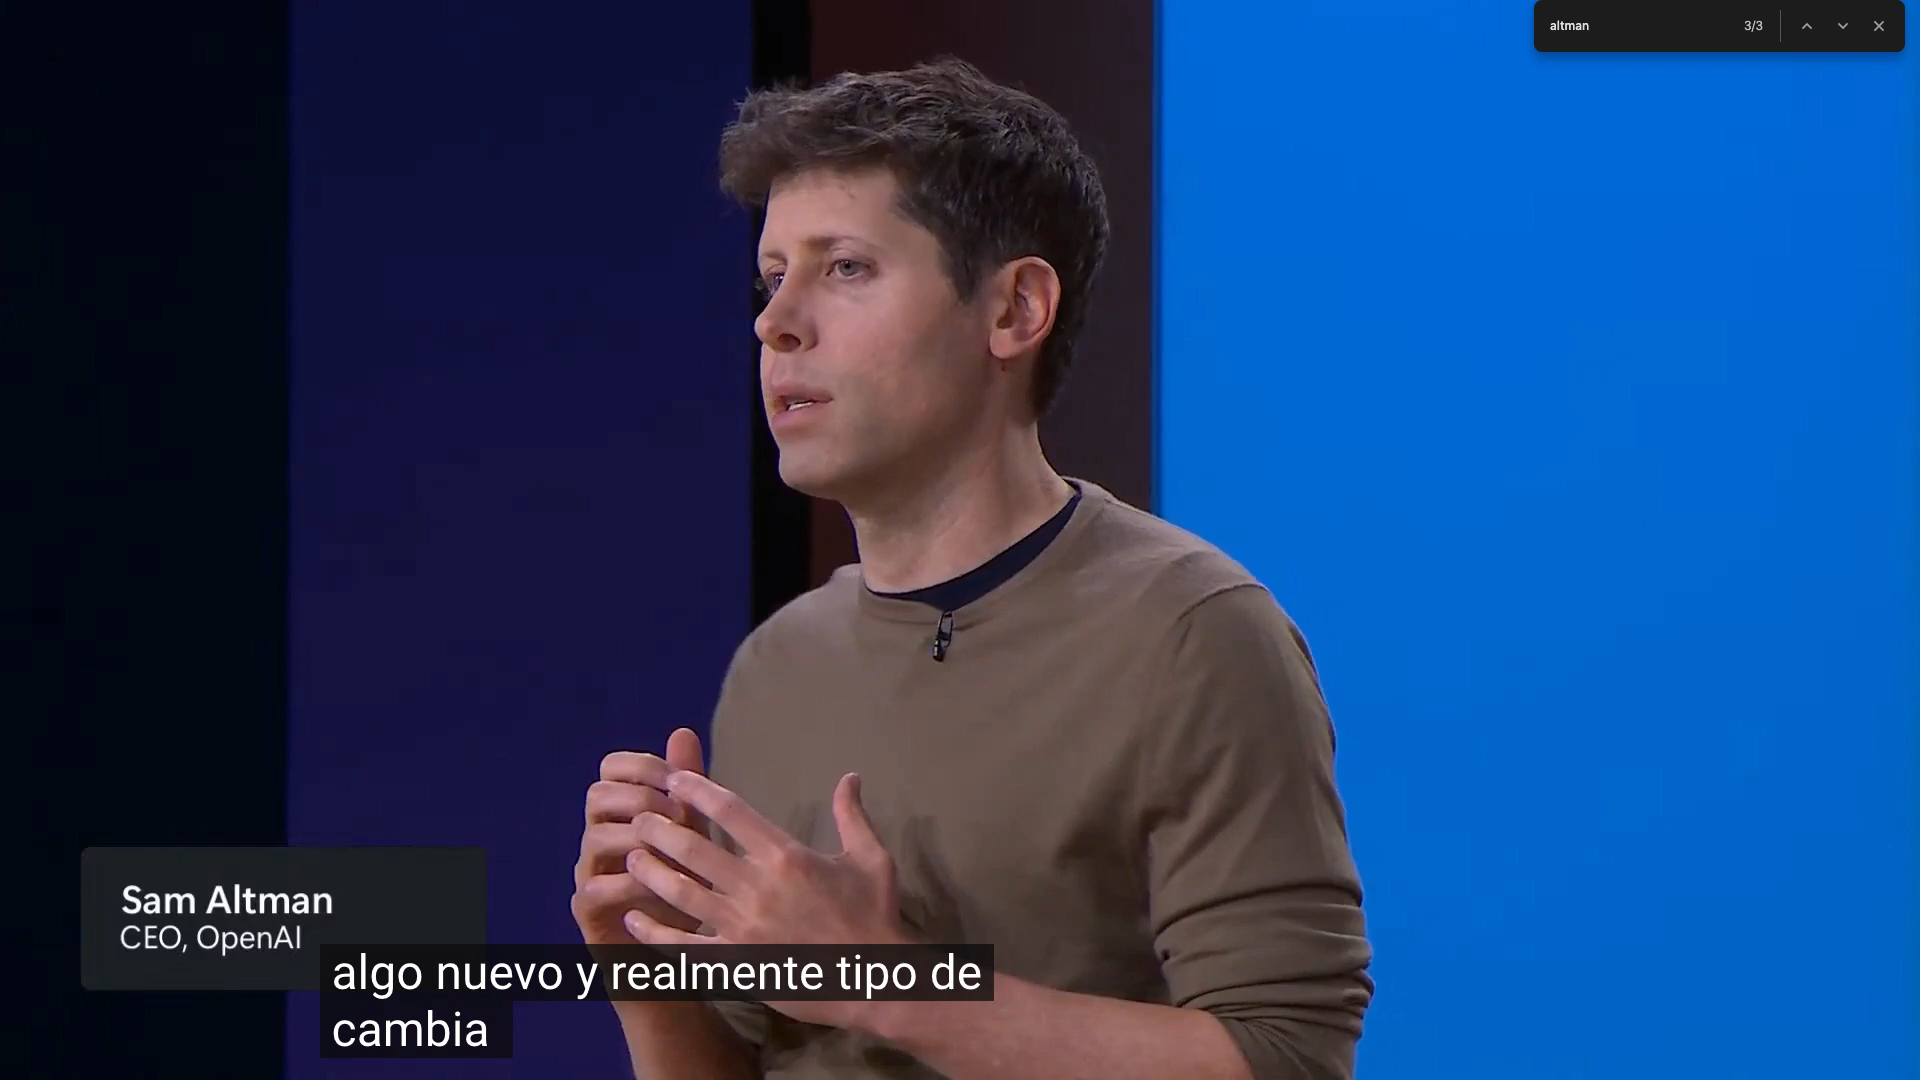 altman 3/3
Sam Altman
CEO, OpenAI
algo nuevo y realmente tipo de
cambia